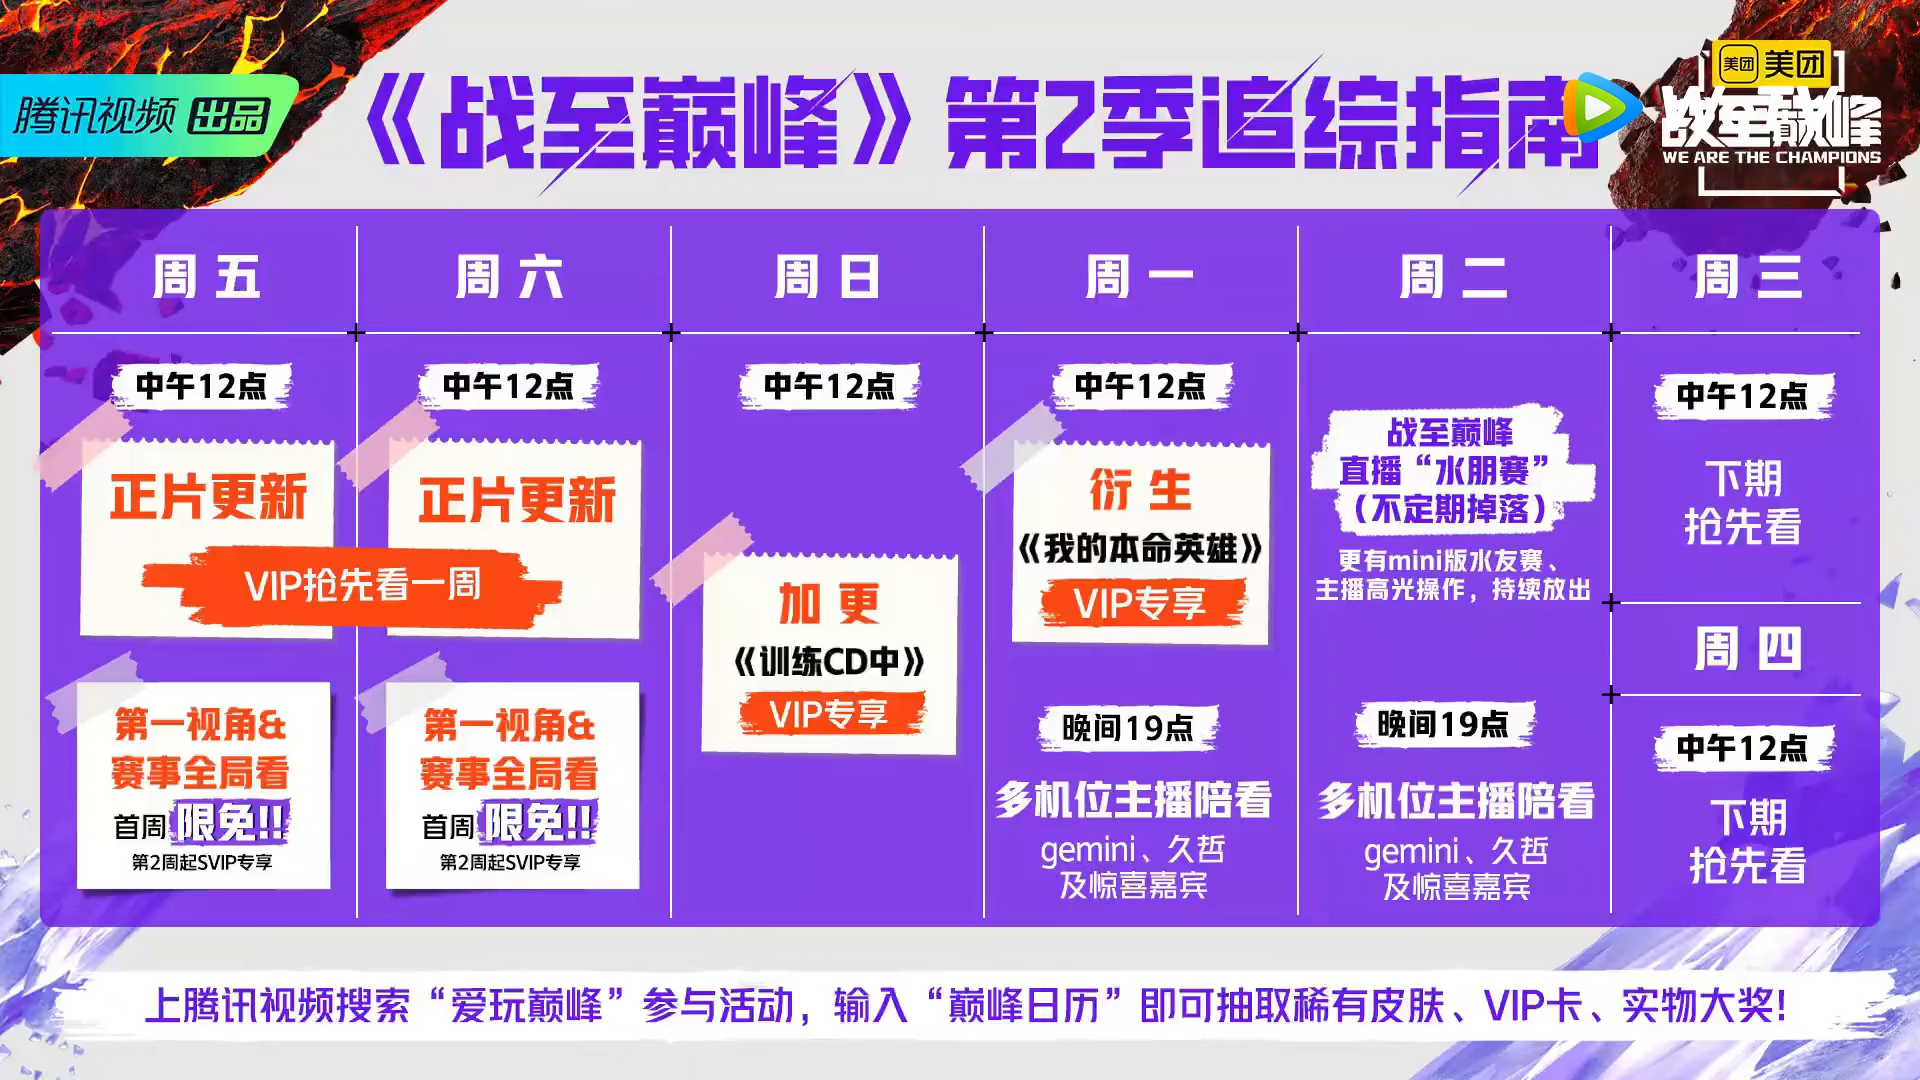 腾讯视频 出品
《战至巅峰》第2季追综指南
美团 美团
战至巅峰
WE ARE THE CHAMPIONS
周五
中午12点
正片更新
周六
中午12点
正片更新
VIP抢先看一周
第一视角&
赛事全局看
首周限免!!
第2周起SVIP专享
第一视角&
赛事全局看
首周限免!!
第2周起SVIP专享
周日
中午12点
加更
《训练CD中》
VIP专享
周一
中午12点
衍生
《我的本命英雄》
VIP专享
晚间19点
多机位主播陪看
gemini、久哲
及惊喜嘉宾
周二
战至巅峰
直播“水朋赛”
(不定期掉落)
更有mini版水友赛、
主播高光操作，持续放出
晚间19点
多机位主播陪看
gemini、久哲
及惊喜嘉宾
周三
中午12点
下期
抢先看
周四
中午12点
下期
抢先看
上腾讯视频搜索“爱玩巅峰”参与活动，输入“巅峰日历”即可抽取稀有皮肤、VIP卡、实物大奖!